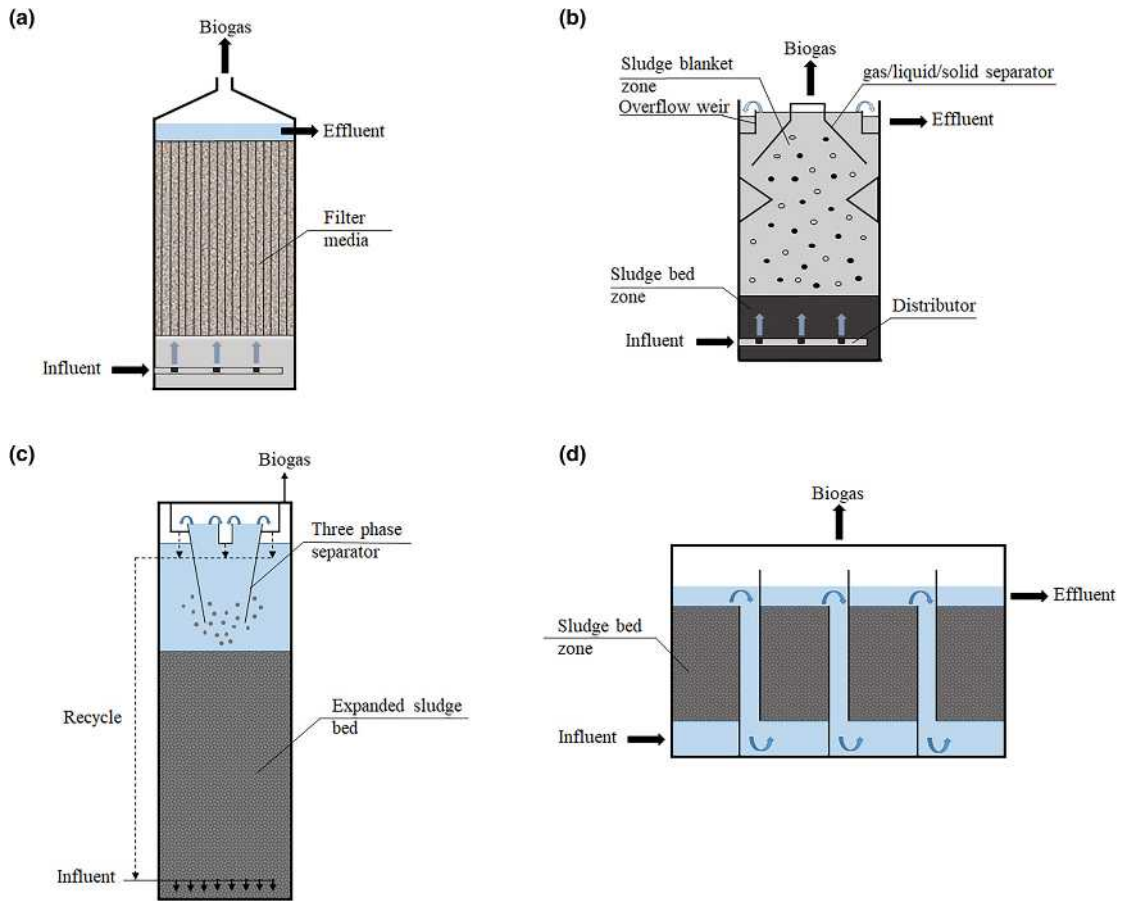 (a)
Biogas
Effluent
Filter
media
Influent
(b)
Biogas
Sludge blanket
zone
gas/liquid/solid separator
Overflow weir
Effluent
Sludge bed
zone
Distributor
Influent
(c)
Biogas
Three phase
separator
Recycle
Expanded sludge
bed
Influent
(d)
Biogas
Effluent
Sludge bed
zone
Influent